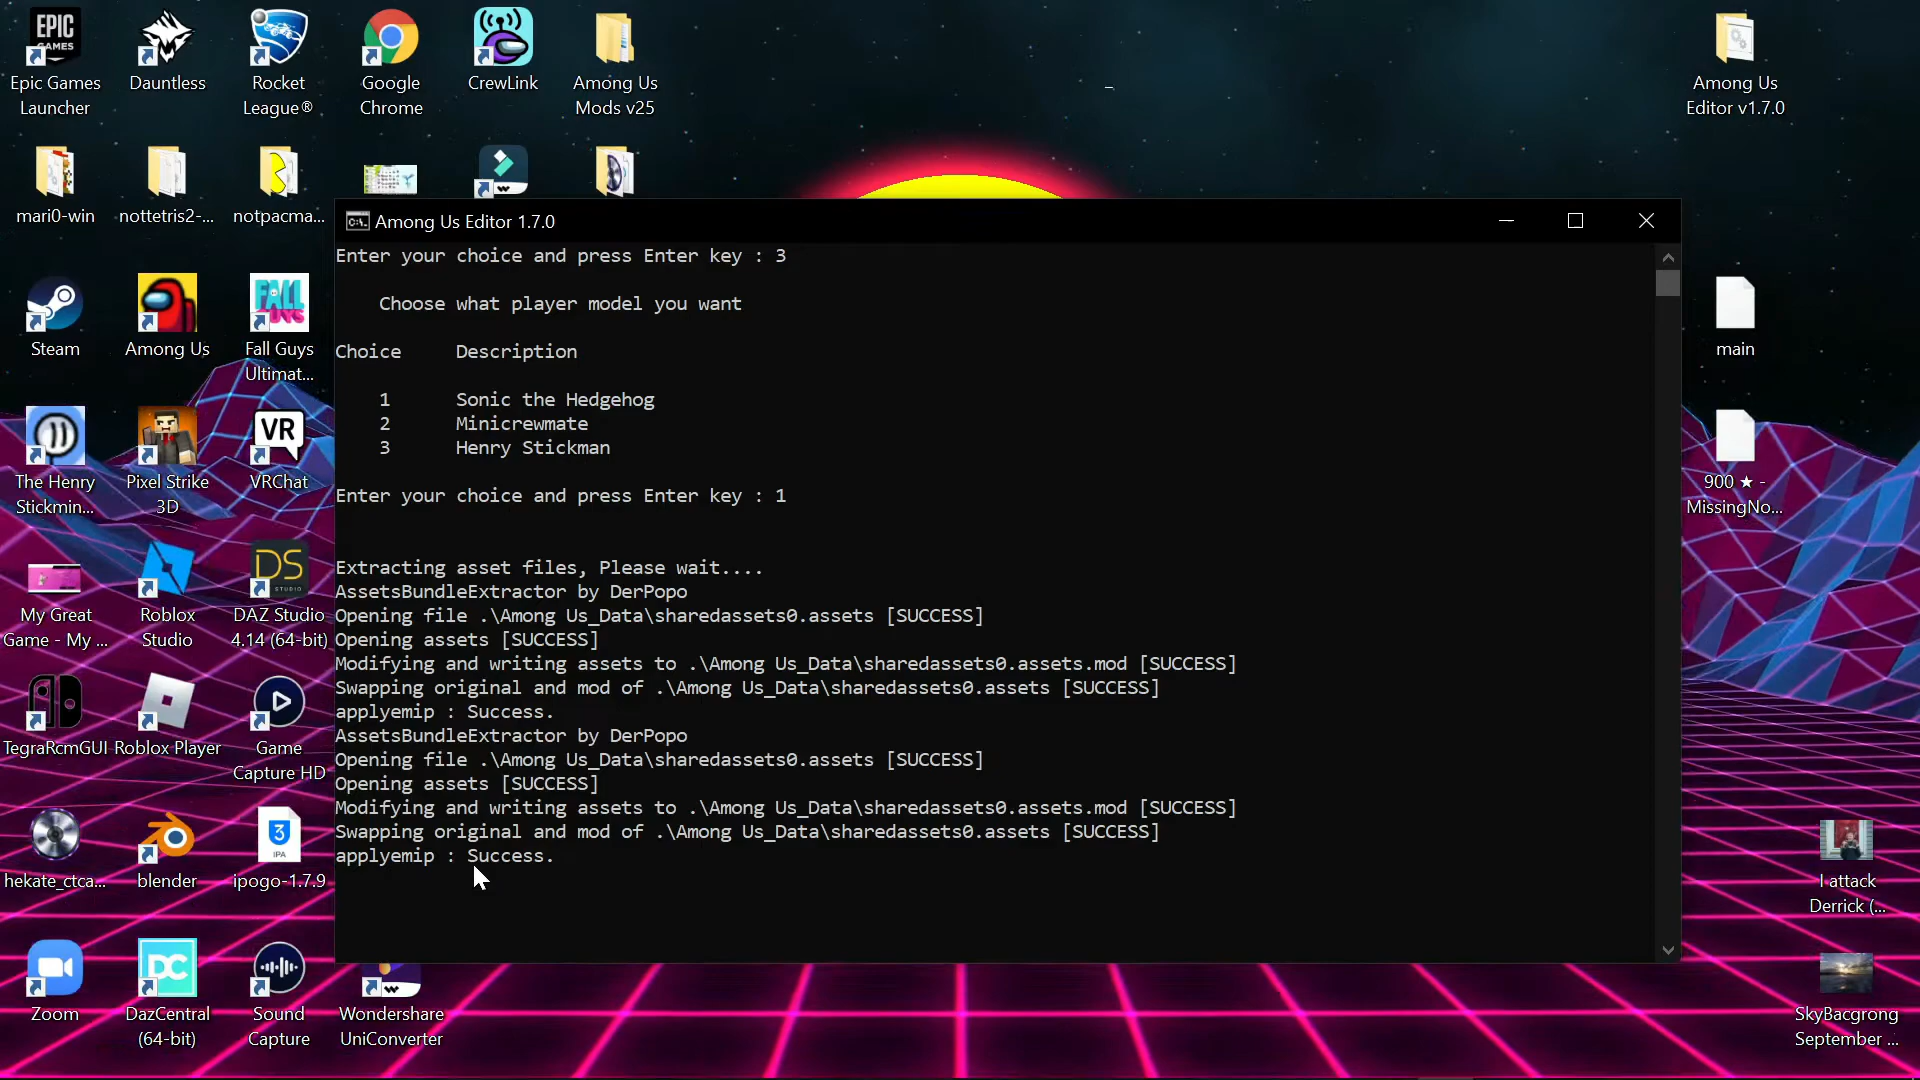 EPIC
GAMES
Epic Games
Launcher
Dauntless
Rocket
League®
Google
Chrome
CrewLink
Among Us
Mods v25
Among Us
Editor v1.7.0
mari0-win
nottetris2-...
notpacma...
Among Us Editor 1.7.0
Enter your choice and press Enter key : 3
Choose what player model you want
Choice Description
1 Sonic the Hedgehog
2 Minicrewmate
3 Henry Stickman
Enter your choice and press Enter key : 1
Extracting asset files, Please wait....
AssetsBundleExtractor by DerPopo
Opening file .\Among Us_Data\sharedassets0.assets [SUCCESS]
Opening assets [SUCCESS]
Modifying and writing assets to .\Among Us_Data\sharedassets0.assets.mod [SUCCESS]
Swapping original and mod of .\Among Us_Data\sharedassets0.assets [SUCCESS]
applyemip : Success.
AssetsBundleExtractor by DerPopo
Opening file .\Among Us_Data\sharedassets0.assets [SUCCESS]
Opening assets [SUCCESS]
Modifying and writing assets to .\Among Us_Data\sharedassets0.assets.mod [SUCCESS]
Swapping original and mod of .\Among Us_Data\sharedassets0.assets [SUCCESS]
applyemip : Success.
Steam
Among Us
FALL
GUYS
Fall Guys
Ultimat...
main
The Henry
Stickmin...
Pixel Strike
3D
VR
VRChat
900 ★ -
MissingNo...
My Great
Game - My ...
Roblox
Studio
DS
STUDIO
DAZ Studio
4.14 (64-bit)
TegraRcmGUI
Roblox Player
Game
Capture HD
hekate_ctca...
blender
3
IPA
ipogo-1.7.9
I attack
Derrick (...
Zoom
DC
DazCentral
(64-bit)
Sound
Capture
Wondershare
UniConverter
SkyBacgrong
September ...